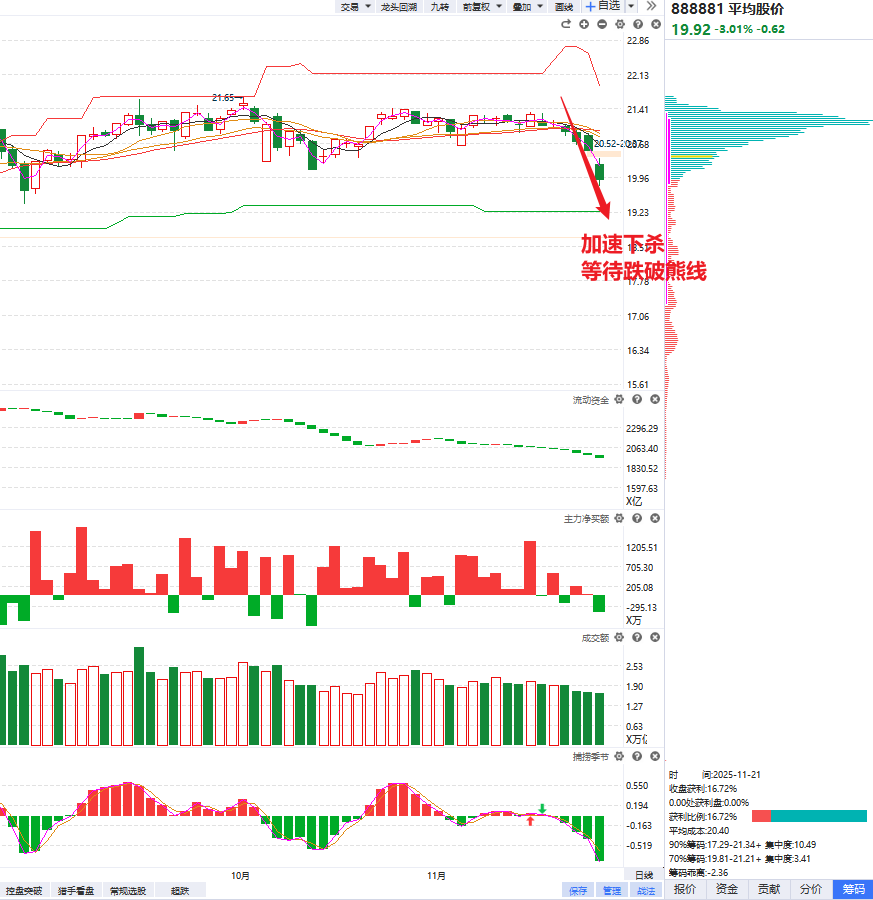 交易 龙头回溯 九转 前复权 叠加 画线 自选
888881 平均股价
19.92 -3.01% -0.62
22.86
22.13
21.65
21.41
20.52-20.57
20.68
19.96
19.23
加速下杀
18.51
等待跌破熊线
17.78
17.06
16.34
15.61
流动资金
2296.29
2063.40
1830.52
1597.63
X亿
主力净买额
1205.51
705.30
205.08
-295.13
X万
成交额
2.53
1.90
1.27
0.63
X万亿
捕捞季节
0.550
0.194
-0.163
-0.519
10月 11月 日线
控盘突破 猎手看盘 常规选股 超跌 保存 管理 战法
时 间:2025-11-21
收盘获利:16.72%
0.00处获利盘:0.00%
获利比例:16.72%
平均成本:20.40
90%筹码:17.29-21.34+ 集中度:10.49
70%筹码:19.81-21.21+ 集中度:3.41
筹码乖离:-2.36
报价 资金 贡献 分价 筹码